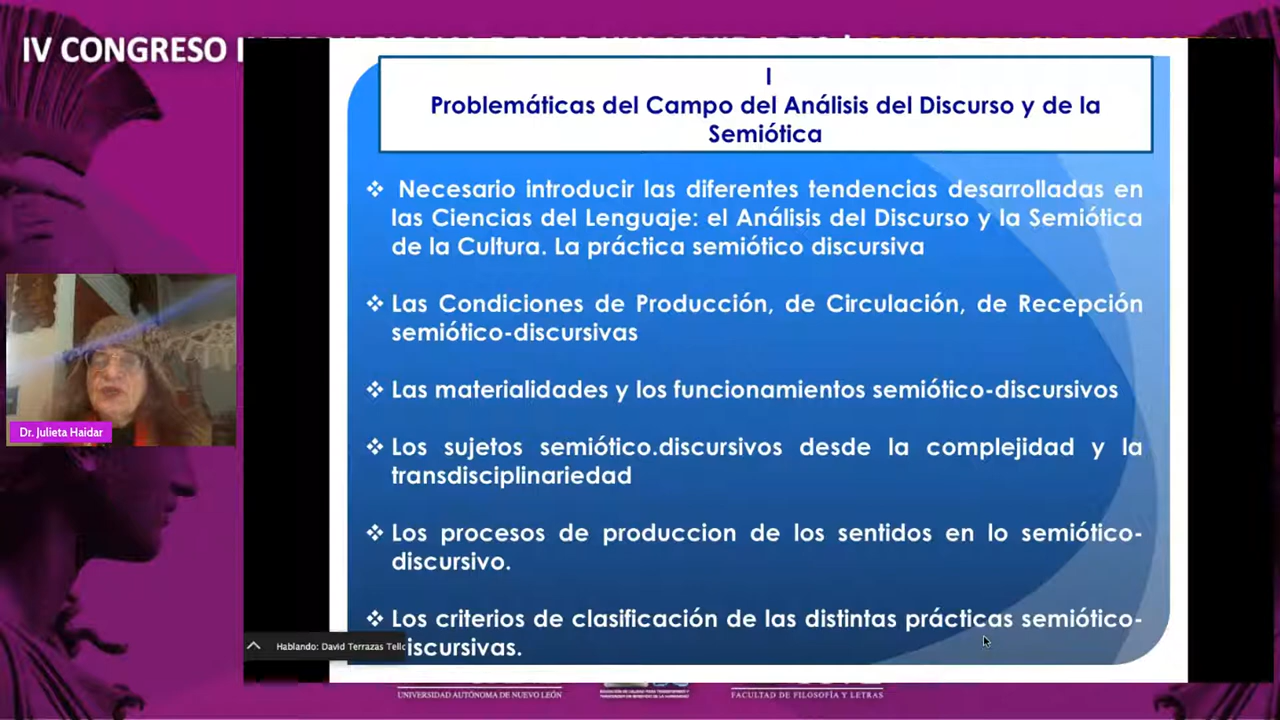 IV CONGRESO
I
Problemáticas del Campo del Análisis del Discurso y de la
Semiótica
❖ Necesario introducir las diferentes tendencias desarrolladas en
las Ciencias del Lenguaje: el Análisis del Discurso y la Semiótica
de la Cultura. La práctica semiótico discursiva
❖ Las Condiciones de Producción, de Circulación, de Recepción
semiótico-discursivas
❖ Las materialidades y los funcionamientos semiótico-discursivos
❖ Los sujetos semiótico.discursivos desde la complejidad y la
transdisciplinariedad
❖ Los procesos de produccion de los sentidos en lo semiótico-
discursivo.
❖ Los criterios de clasificación de las distintas prácticas semiótico-
iscursivas.
Dr. Julieta Haidar
Hablando: David Terrazas Tello
UNIVERSIDAD AUTÓNOMA DE NUEVO LEÓN
FACULTAD DE FILOSOFÍA Y LETRAS